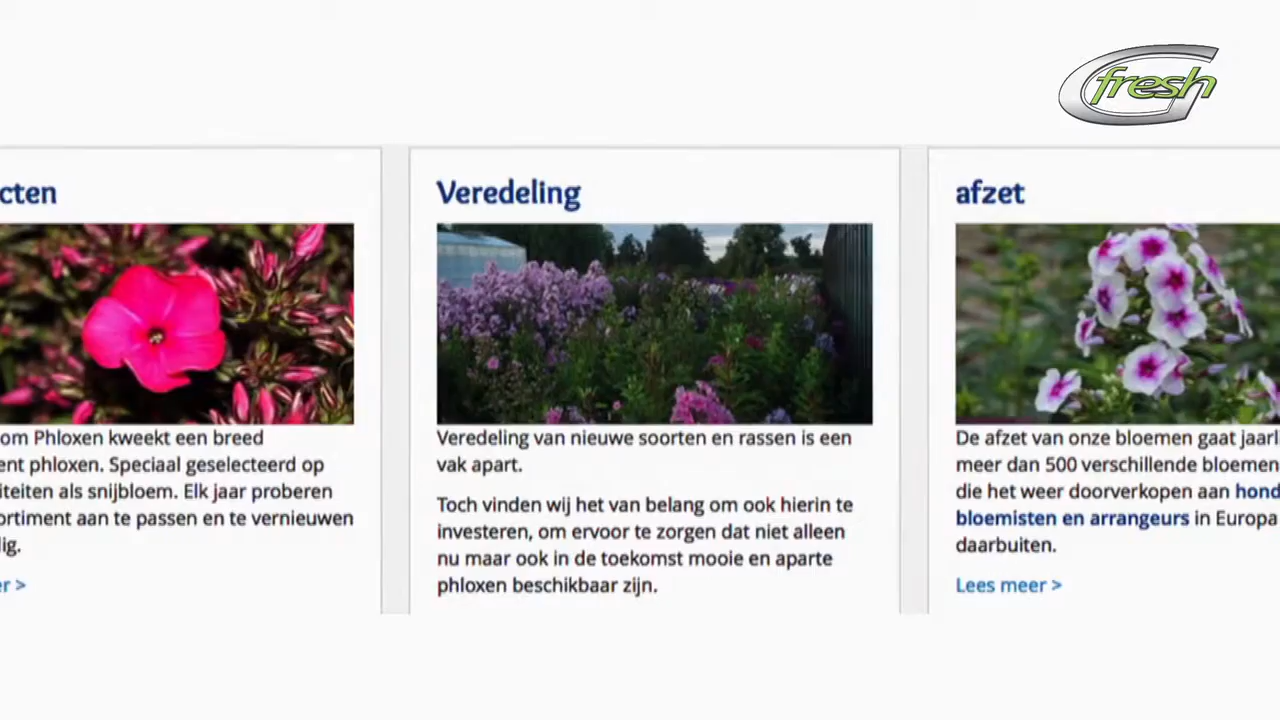 G fresh
cten
om Phloxen kweekt een breed
ent phloxen. Speciaal geselecteerd op
iteiten als snijbloem. Elk jaar proberen
ortiment aan te passen en te vernieuwen
lig.
er >
Veredeling
Veredeling van nieuwe soorten en rassen is een
vak apart.
Toch vinden wij het van belang om ook hierin te
investeren, om ervoor te zorgen dat niet alleen
nu maar ook in de toekomst mooie en aparte
phloxen beschikbaar zijn.
afzet
De afzet van onze bloemen gaat jaarl
meer dan 500 verschillende bloemen
die het weer doorverkopen aan hond
bloemisten en arrangeurs in Europa
daarbuiten.
Lees meer >